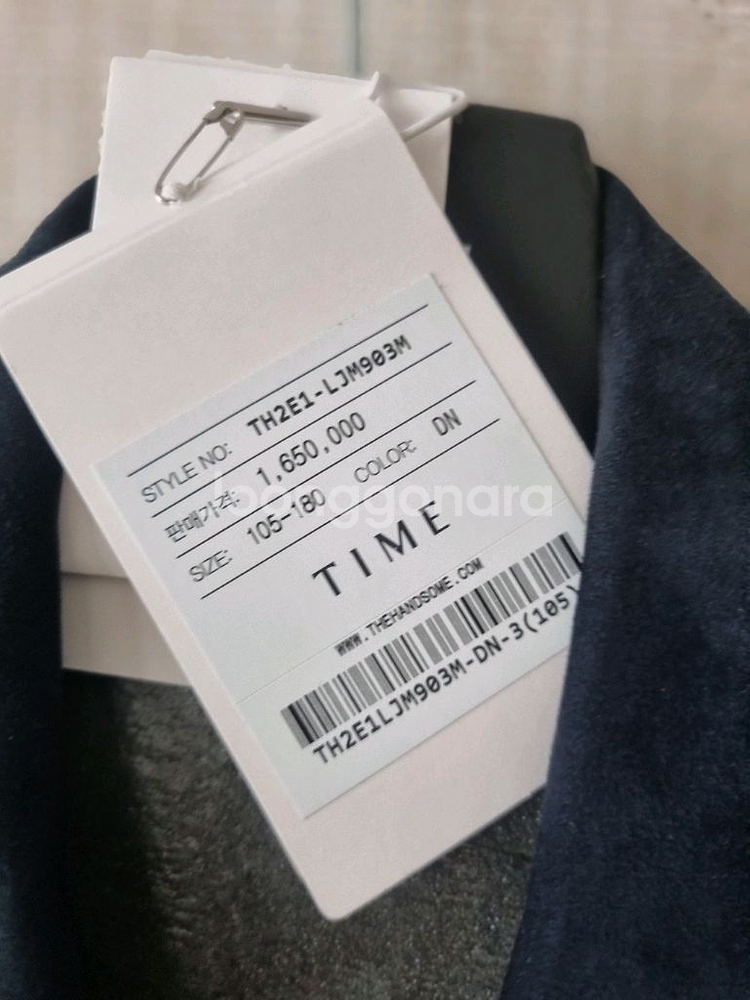 STYLE NO: TH2E1-LJM903M
판매가격: 1,650,000
SIZE: 105-180 COLOR: DN
joonggonara
TIME
WWW.THEHANDSOME.COM
TH2E1LJM903M-DN-3(105)